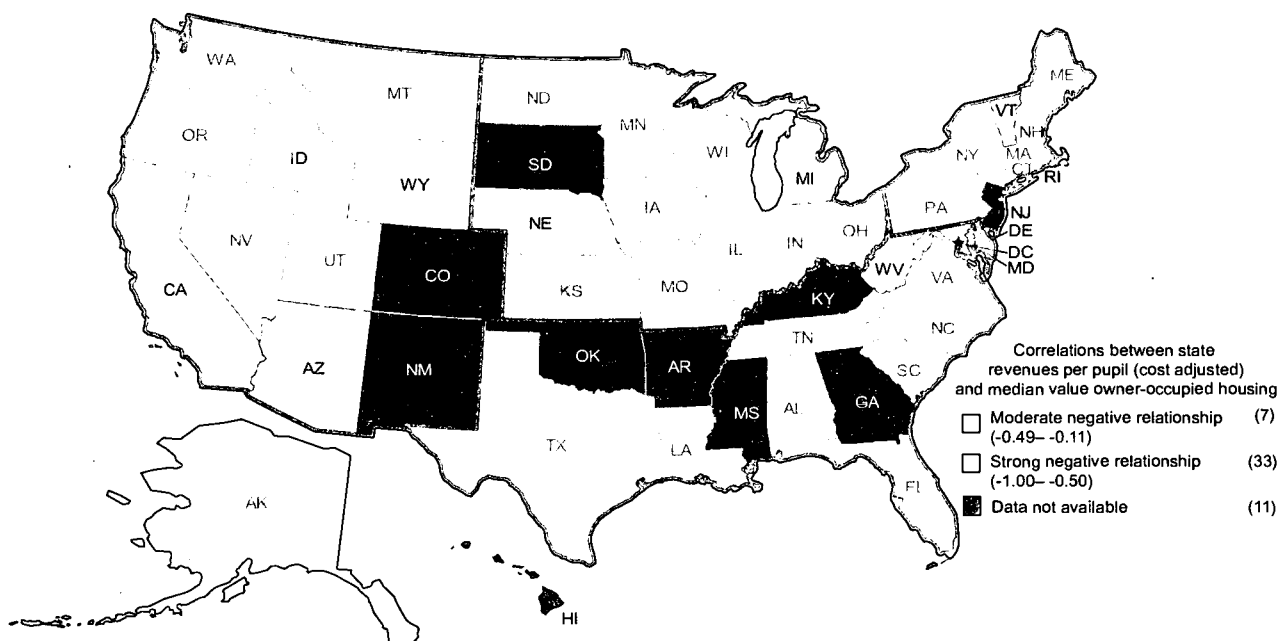 WA
MT
ND
MN
ME
VT
NH
OR
ID
SD
WI
NY
MA
CT
RI
WY
MI
IA
PA
NJ
NE
OH
DE
NV
IL
IN
DC
UT
CO
WV
MD
VA
CA
KS
MO
KY
NC
TN
OK
AZ
NM
AR
SC
MS
AL
GA
TX
LA
FL
AK
HI
Correlations between state
revenues per pupil (cost adjusted)
and median value owner-occupied housing
Moderate negative relationship (7)
(-0.49– -0.11)
Strong negative relationship (33)
(-1.00– -0.50)
Data not available (11)